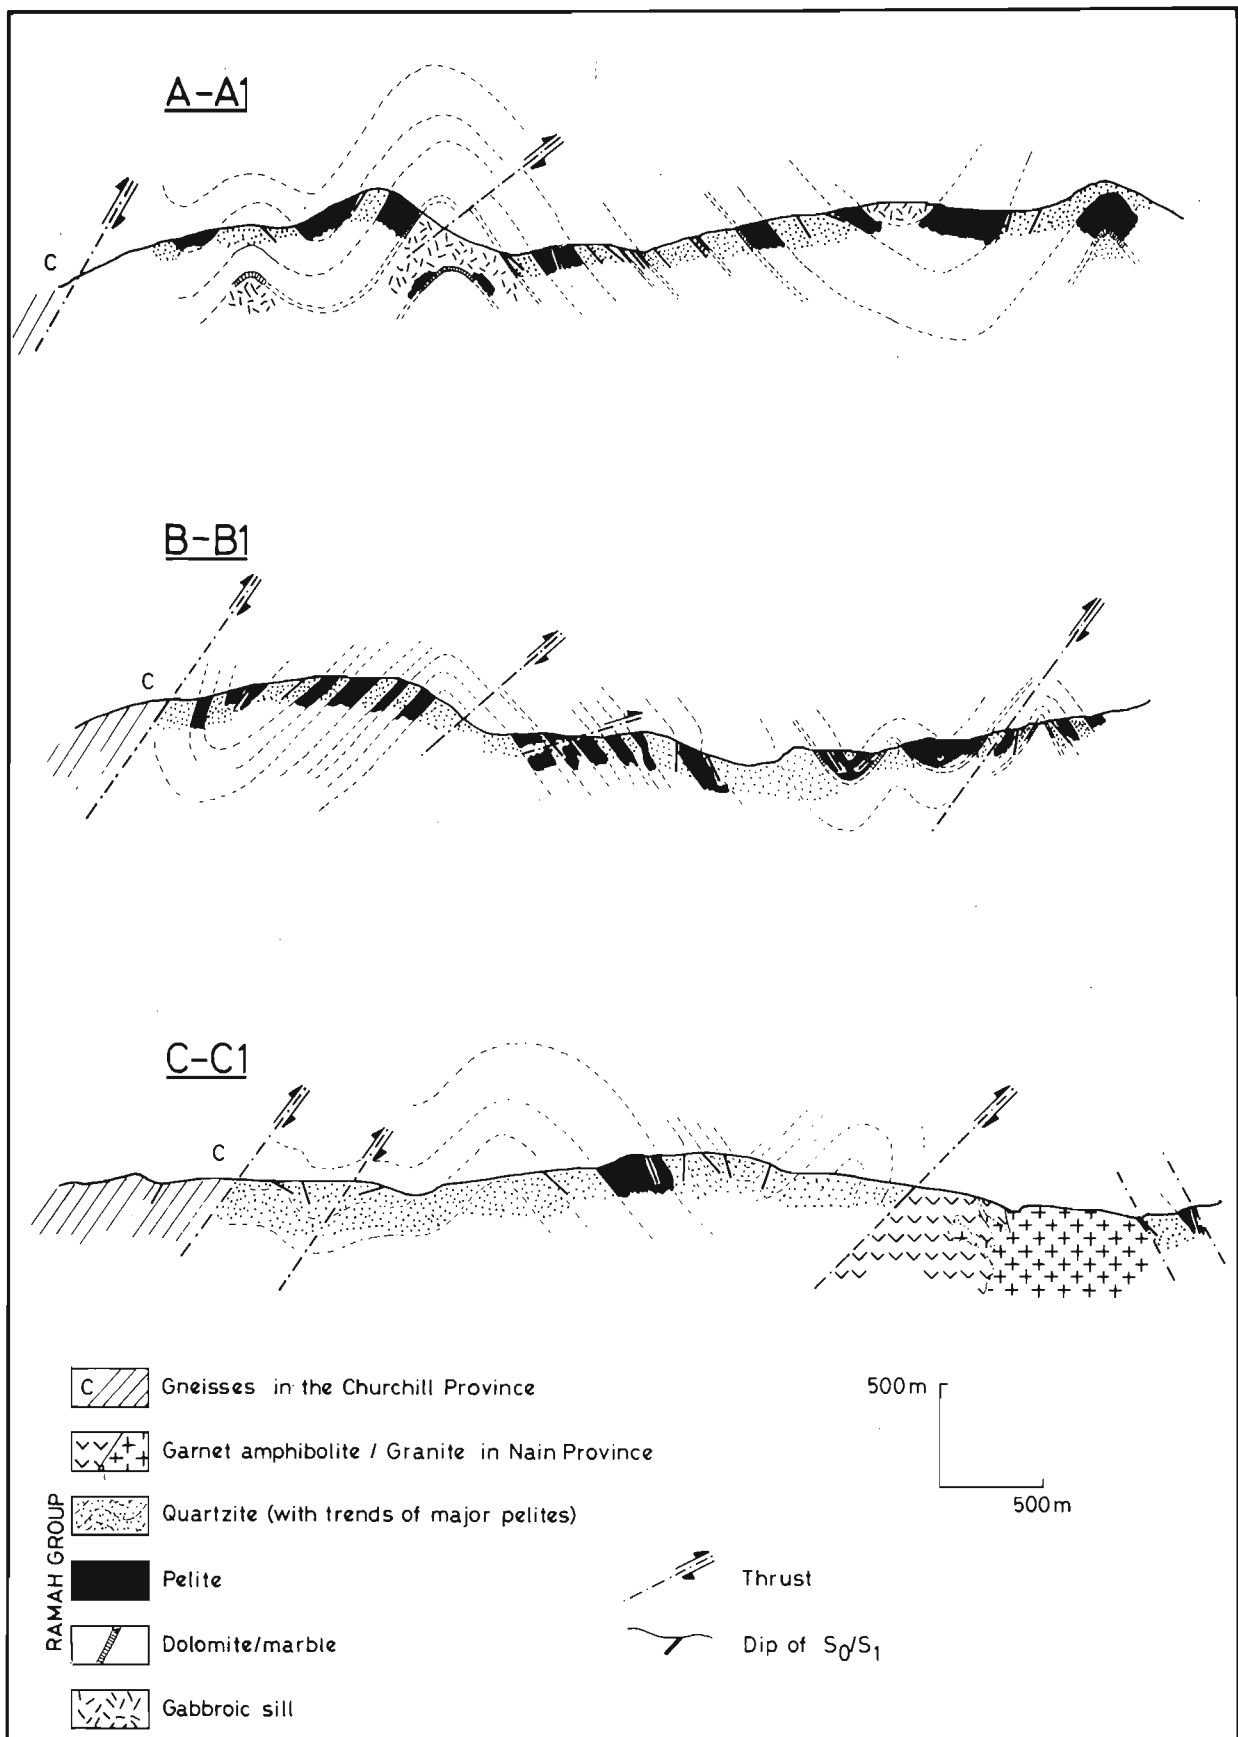 A-A1
C
B-B1
C
C-C1
C
C Gneisses in the Churchill Province
Garnet amphibolite / Granite in Nain Province
Quartzite (with trends of major pelites)
Pelite
Dolomite/marble
Gabbroic sill
RAMAH GROUP
500m
500m
Thrust
Dip of S0/S1